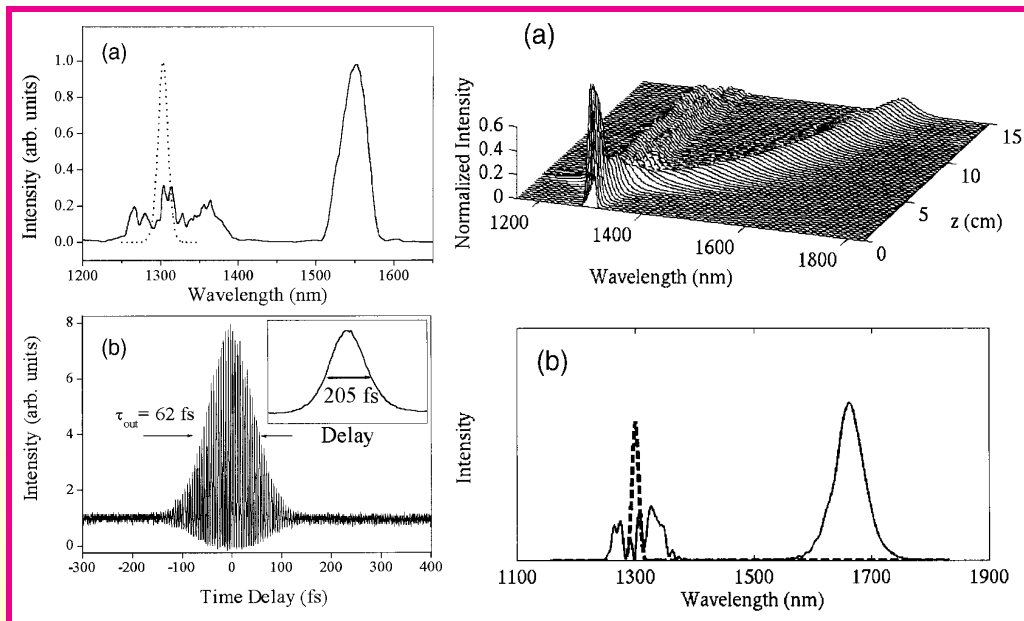 (a)
Intensity (arb. units)
1.0
0.8
0.6
0.4
0.2
0.0
1200 1300 1400 1500 1600
Wavelength (nm)
(b)
Intensity (arb. units)
8
6
4
2
0
τout= 62 fs
205 fs
Delay
-300 -200 -100 0 100 200 300 400
Time Delay (fs)
(a)
Normalized Intensity
0.6
0.4
0.2
0
1200 1400 1600 1800
Wavelength (nm)
0 5 10 15
z (cm)
(b)
Intensity
1100 1300 1500 1700 1900
Wavelength (nm)